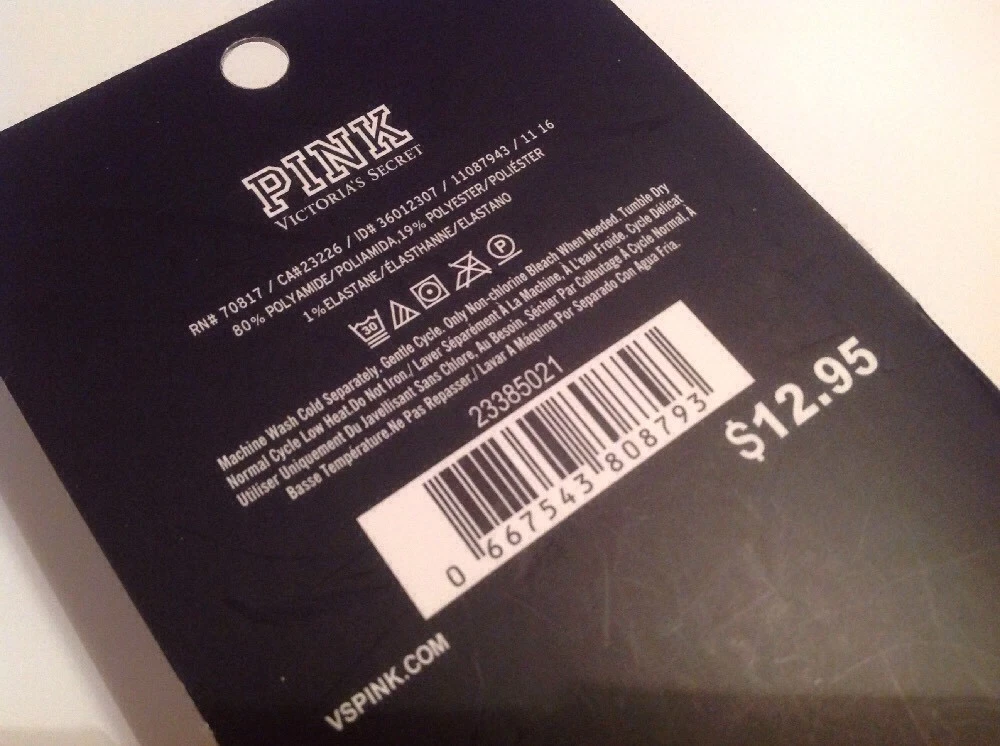 PINK
VICTORIA'S SECRET
RN# 70817 / CA#23226 / ID# 36012307 / 11087943 / 11 16
80% POLYAMIDE/POLIAMIDA,19% POLYESTER/POLIÉSTER
1%ELASTANE/ÉLASTHANNE/ELASTANO
30
P
Machine Wash Cold Separately, Gentle Cycle. Only Non-chlorine Bleach When Needed. Tumble Dry
Normal Cycle Low Heat.Do Not Iron./ Laver Séparément À La Machine, À L'eau Froide. Cycle Délicat.
Utiliser Uniquement Du Javellisant Sans Chlore, Au Besoin. Sécher Par Culbutage À Cycle Normal, À
Basse Température.Ne Pas Repasser./ Lavar A Máquina Por Separado Con Agua Fría.
23385021
0 667543 808793
$12.95
VSPINK.COM